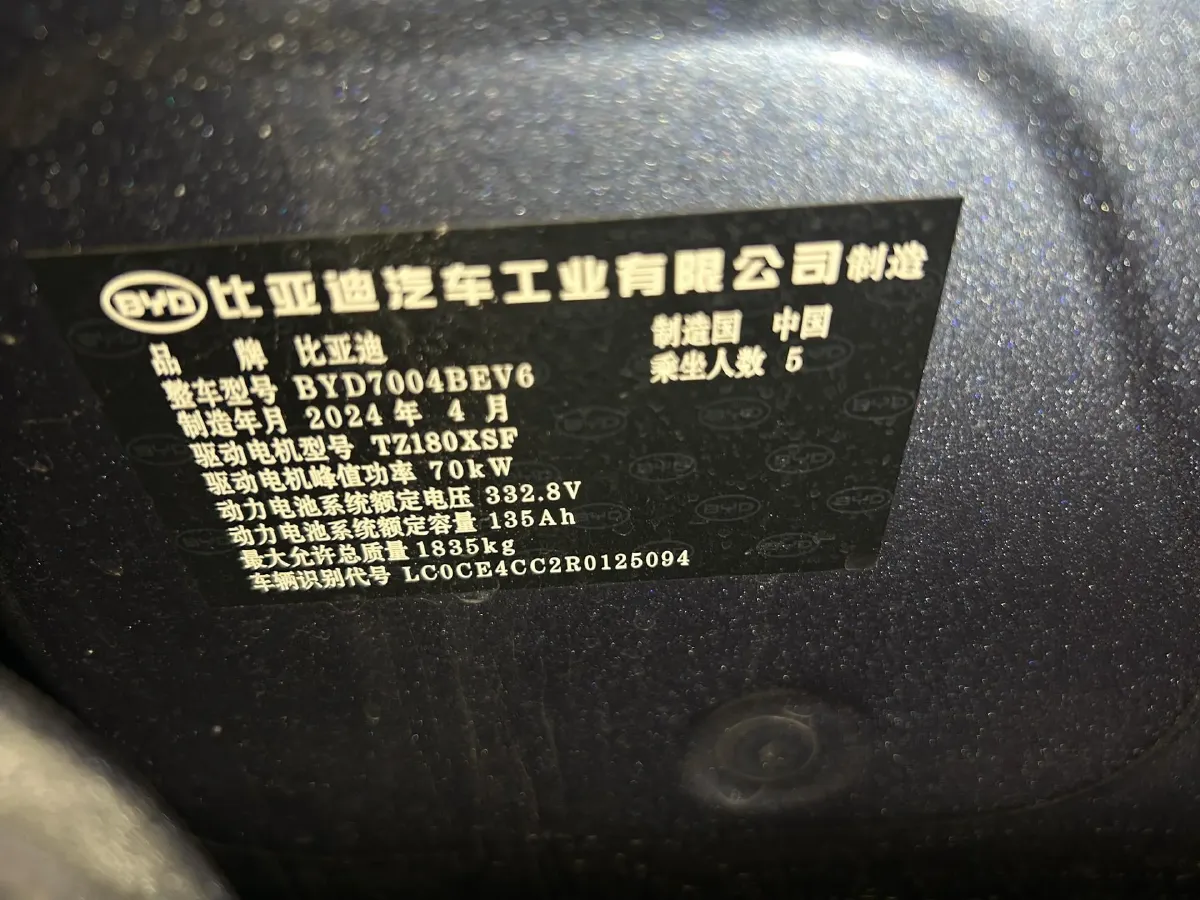 BYD 比亚迪汽车工业有限公司制造
品 牌 比亚迪
制造国 中国
整车型号 BYD7004BEV6
乘坐人数 5
制造年月 2024 年 4 月
驱动电机型号 TZ180XSF
驱动电机峰值功率 70kW
动力电池系统额定电压 332.8V
动力电池系统额定容量 135Ah
最大允许总质量 1835kg
车辆识别代号 LC0CE4CC2R0125094